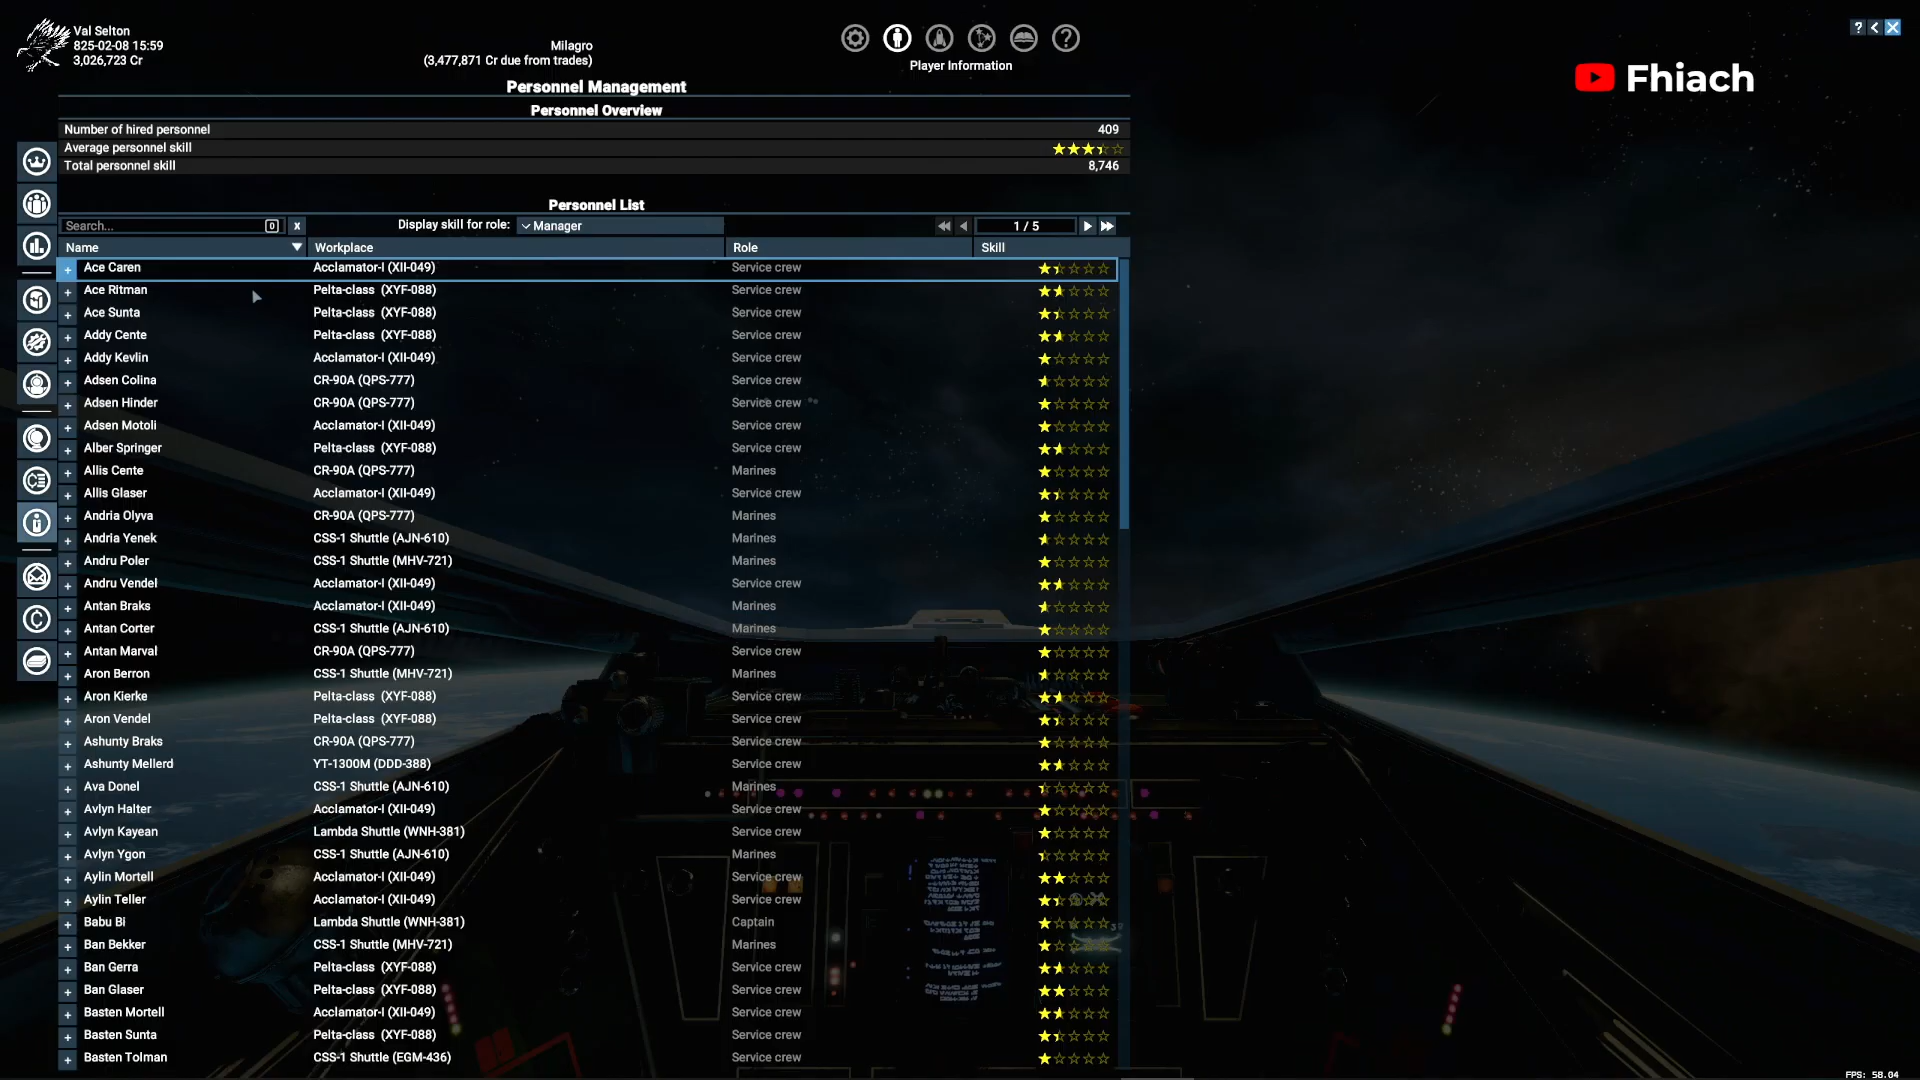 Val Selton
825-02-08 15:59
3,026,723 Cr
Milagro
(3,477,871 Cr due from trades)
Player Information
Fhiach
Personnel Management
Personnel Overview
Number of hired personnel 409
Average personnel skill
Total personnel skill 8,746
Personnel List
Search... 0 x Display skill for role: Manager 1 / 5
Name Workplace Role Skill
+ Ace Caren Acclamator-I (XII-049) Service crew
+ Ace Ritman Pelta-class (XYF-088) Service crew
+ Ace Sunta Pelta-class (XYF-088) Service crew
+ Addy Cente Pelta-class (XYF-088) Service crew
+ Addy Kevlin Acclamator-I (XII-049) Service crew
+ Adsen Colina CR-90A (QPS-777) Service crew
+ Adsen Hinder CR-90A (QPS-777) Service crew
+ Adsen Motoli Acclamator-I (XII-049) Service crew
+ Alber Springer Pelta-class (XYF-088) Service crew
+ Allis Cente CR-90A (QPS-777) Marines
+ Allis Glaser Acclamator-I (XII-049) Service crew
+ Andria Olyva CR-90A (QPS-777) Marines
+ Andria Yenek CSS-1 Shuttle (AJN-610) Marines
+ Andru Poler CSS-1 Shuttle (MHV-721) Marines
+ Andru Vendel Acclamator-I (XII-049) Service crew
+ Antan Braks Acclamator-I (XII-049) Marines
+ Antan Corter CSS-1 Shuttle (AJN-610) Marines
+ Antan Marval CR-90A (QPS-777) Service crew
+ Aron Berron CSS-1 Shuttle (MHV-721) Marines
+ Aron Kierke Pelta-class (XYF-088) Service crew
+ Aron Vendel Pelta-class (XYF-088) Service crew
+ Ashunty Braks CR-90A (QPS-777) Service crew
+ Ashunty Mellerd YT-1300M (DDD-388) Service crew
+ Ava Donel CSS-1 Shuttle (AJN-610) Marines
+ Avlyn Halter Acclamator-I (XII-049) Service crew
+ Avlyn Kayean Lambda Shuttle (WNH-381) Service crew
+ Avlyn Ygon CSS-1 Shuttle (AJN-610) Marines
+ Aylin Mortell Acclamator-I (XII-049) Service crew
+ Aylin Teller Acclamator-I (XII-049) Service crew
+ Babu Bi Lambda Shuttle (WNH-381) Captain
+ Ban Bekker CSS-1 Shuttle (MHV-721) Marines
+ Ban Gerra Pelta-class (XYF-088) Service crew
+ Ban Glaser Pelta-class (XYF-088) Service crew
+ Basten Mortell Acclamator-I (XII-049) Service crew
+ Basten Sunta Pelta-class (XYF-088) Service crew
+ Basten Tolman CSS-1 Shuttle (EGM-436) Service crew
FPS: 58.04